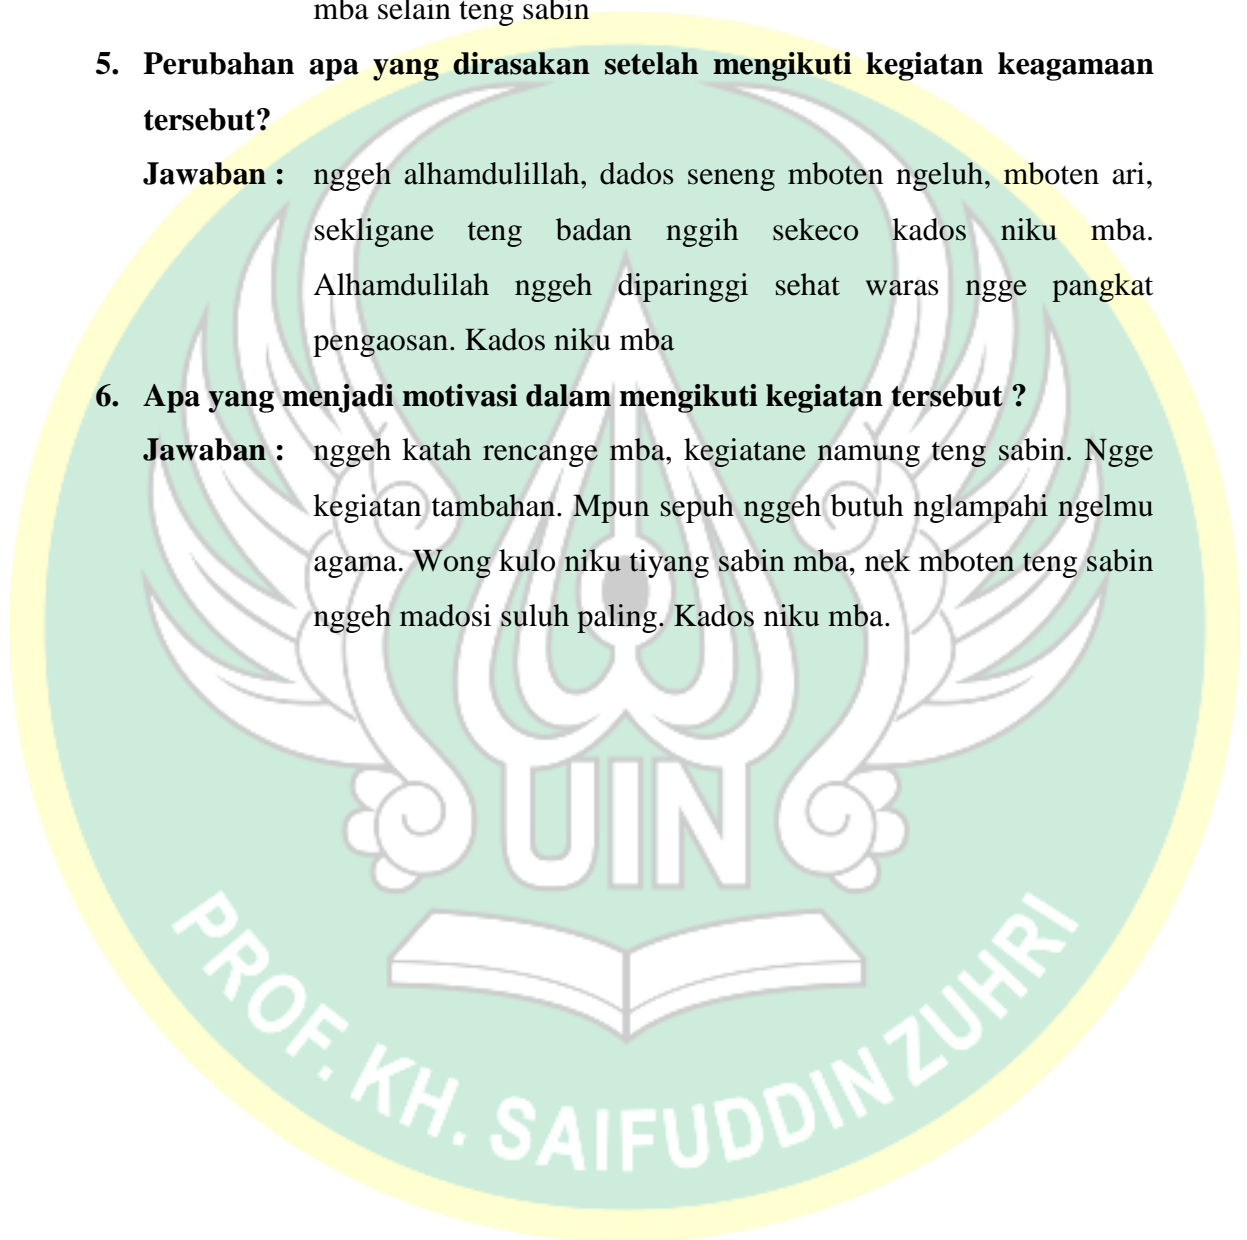 mba selain teng sabin
5. Perubahan apa yang dirasakan setelah mengikuti kegiatan keagamaan
tersebut?
Jawaban : nggeh alhamdulillah, dados seneng mboten ngeluh, mboten ari,
sekligane teng badan nggih sekeco kados niku mba.
Alhamdulilah nggeh diparinggi sehat waras ngge pangkat
pengaosan. Kados niku mba
6. Apa yang menjadi motivasi dalam mengikuti kegiatan tersebut ?
Jawaban : nggeh katah rencange mba, kegiatane namung teng sabin. Ngge
kegiatan tambahan. Mpun sepuh nggeh butuh nglampahi ngelmu
agama. Wong kulo niku tiyang sabin mba, nek mboten teng sabin
nggeh madosi suluh paling. Kados niku mba.
UIN
PROF. KH. SAIFUDDIN ZUHRI